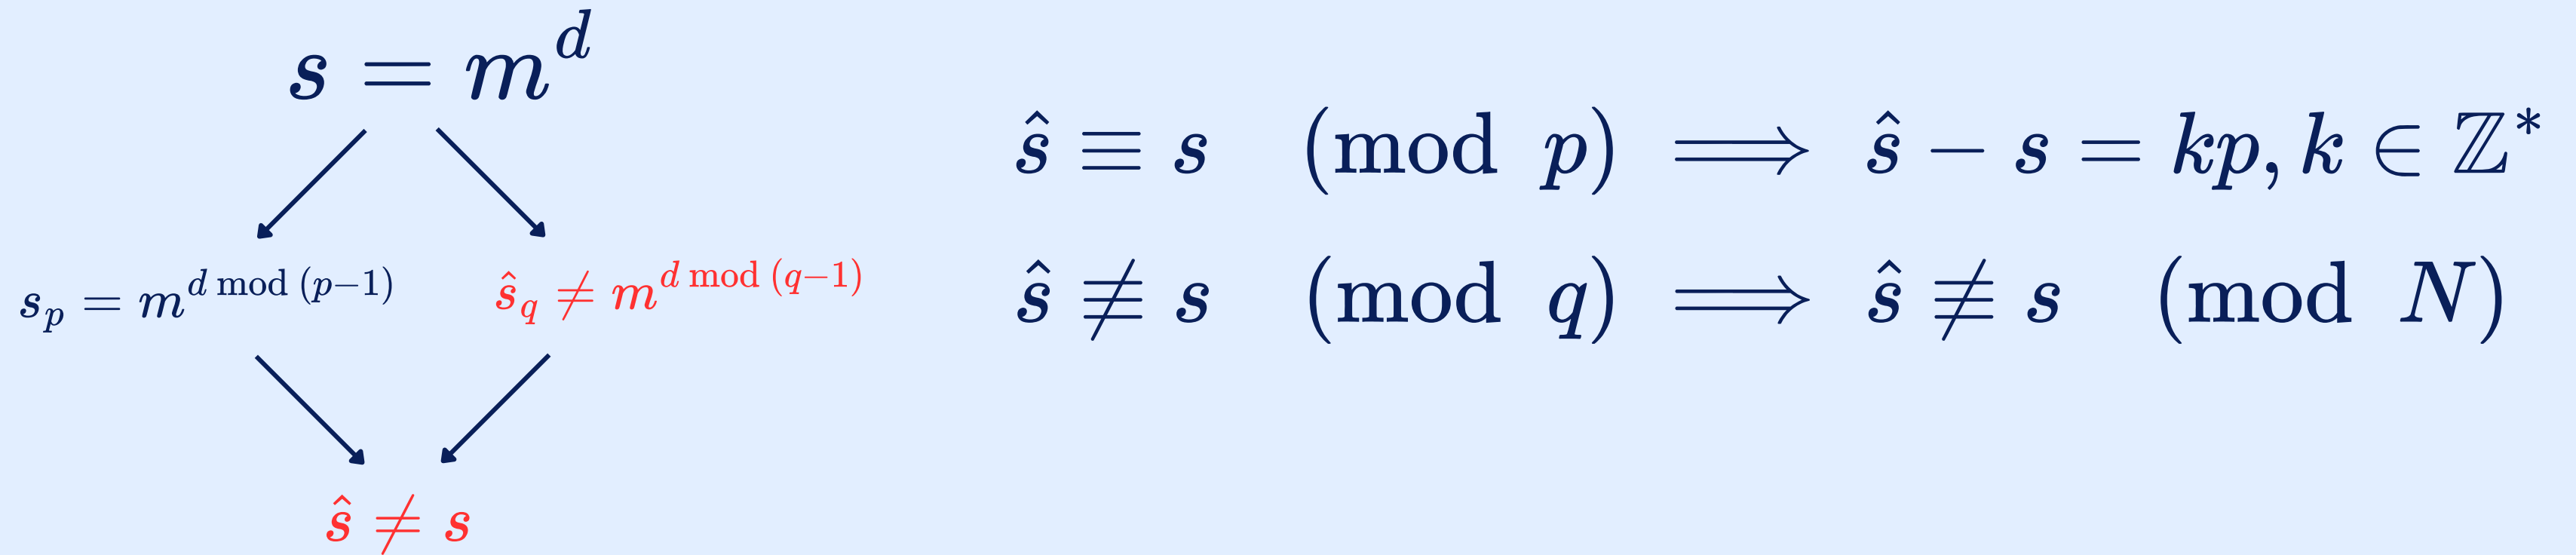 s = m^d
s_p = m^{d mod (p−1)}
ŝ_q ≠ m^{d mod (q−1)}
ŝ ≠ s
ŝ ≡ s (mod p) ⟹ ŝ − s = kp, k ∈ ℤ*
ŝ ≢ s (mod q) ⟹ ŝ ≢ s (mod N)